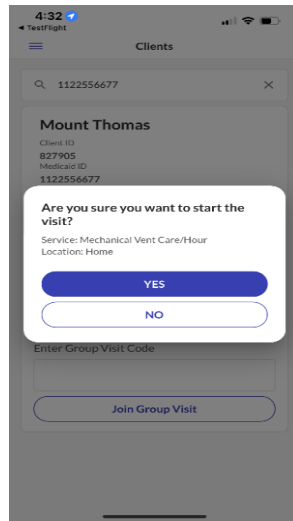 4:32
◄ TestFlight
Clients
1122556677
Mount Thomas
Client ID
827905
Medicaid ID
1122556677
Are you sure you want to start the
visit?
Service: Mechanical Vent Care/Hour
Location: Home
YES
NO
Enter Group Visit Code
Join Group Visit